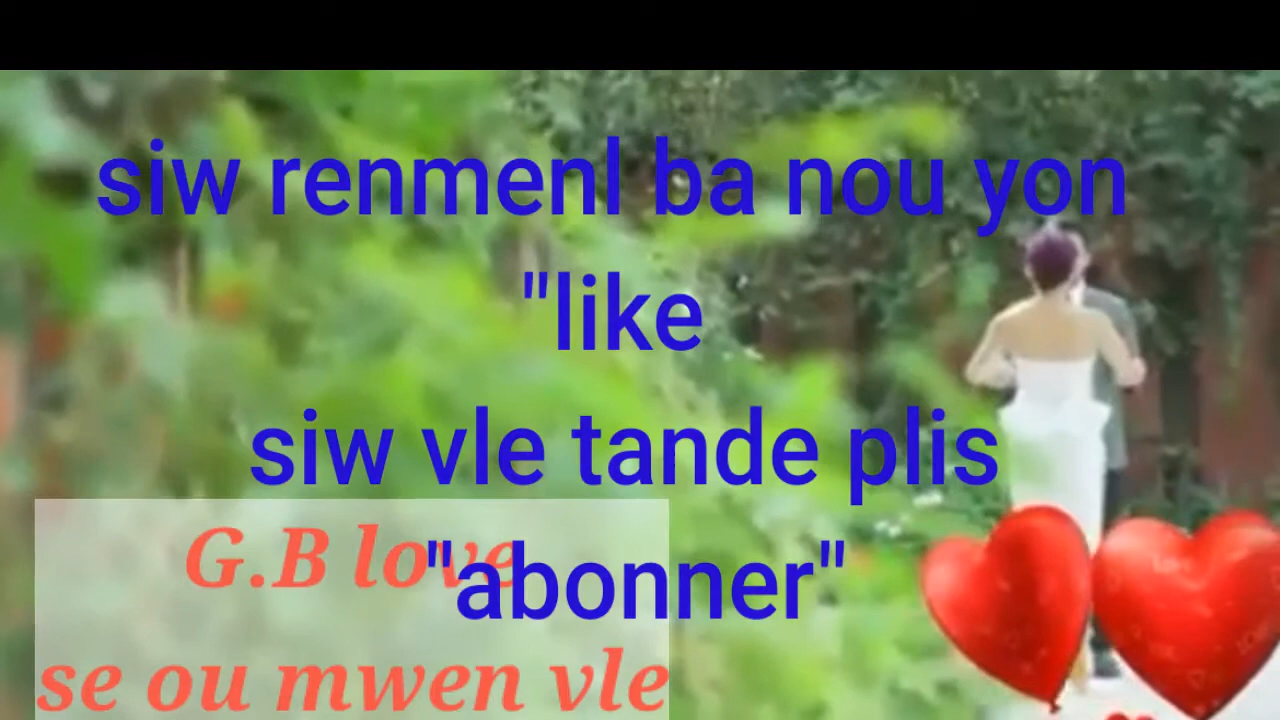 siw renmenl ba nou yon
"like
siw vle tande plis
"abonner"
G.B love
se ou mwen vle